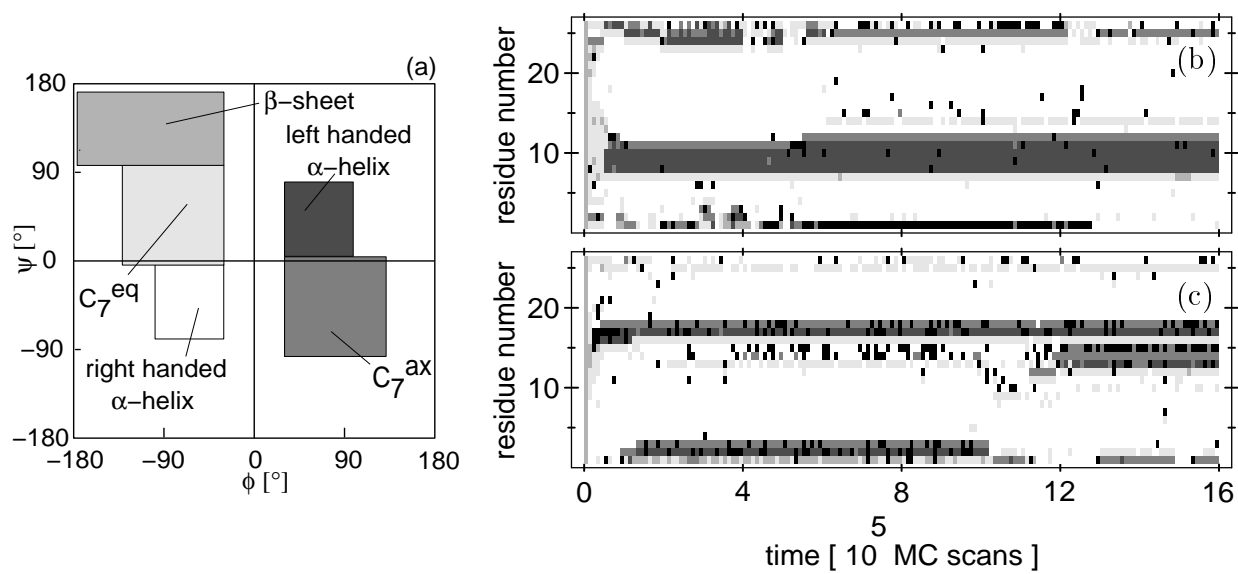 (a)
180
90
0
−90
−180
ψ [°]
β−sheet
left handed
α−helix
C7eq
right handed
α−helix
C7ax
−180
−90
0
90
180
ϕ [°]
(b)
residue number
20
10
(c)
residue number
20
10
0
4
8
12
16
5
time [ 10 MC scans ]